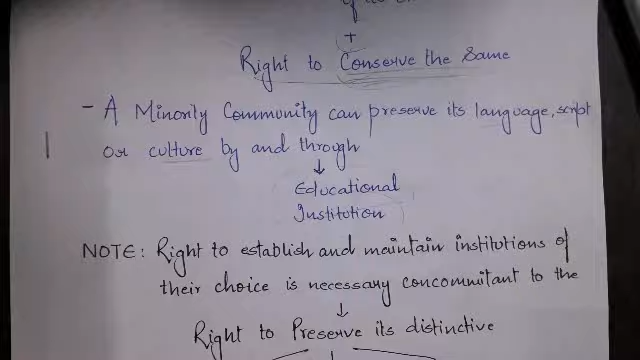 +
Right to Conserve the Same
- A Minority Community can preserve its language, script
or culture by and through
↓
Educational
Institution
NOTE: Right to establish and maintain institutions of
their choice is necessary concommitant to the
↓
Right to Preserve its distinctive